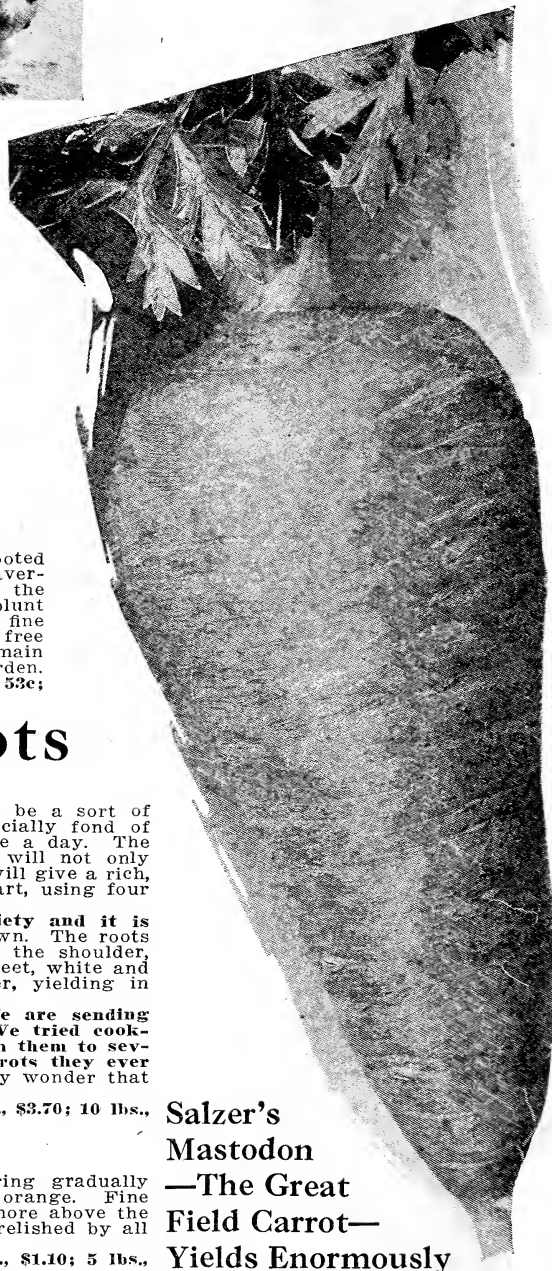 ooted
ver-
the
blunt
fine
free
main
rden.
53c;
ots
be a sort of
cially fond of
e a day. The
will not only
will give a rich,
art, using four
iety and it is
wn. The roots
the shoulder,
eet, white and
r, yielding in
e are sending
We tried cook-
n them to sev-
rots they ever
y wonder that
., $3.70; 10 lbs.,
ring gradually
orange. Fine
more above the
relished by all
., $1.10; 5 lbs.,
Salzer's
Mastodon
—The Great
Field Carrot—
Yields Enormously